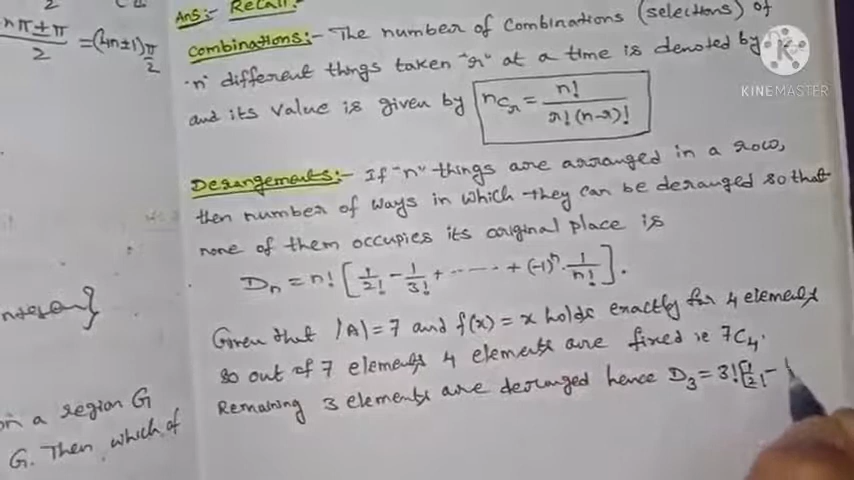 nπ±π/2 = (2n±1)π/2
Ans:- Recall:-
Combinations:- The number of combinations (selections) of
"n" different things taken "r" at a time is denoted by
and its value is given by nCr = n!/r!(n-r)!
Derangements:- If "n" things are arranged in a row,
then number of ways in which they can be deranged so that
none of them occupies its original place is
Dn = n! [1/2! - 1/3! + ------ + (-1)^n . 1/n!].
Given that |A| = 7 and f(x) = x holds exactly for 4 elements
so out of 7 elements 4 elements are fixed ie 7C4.
Remaining 3 elements are deranged hence D3 = 3! [1/2! -
on a region G
G. Then which of
KINEMASTER